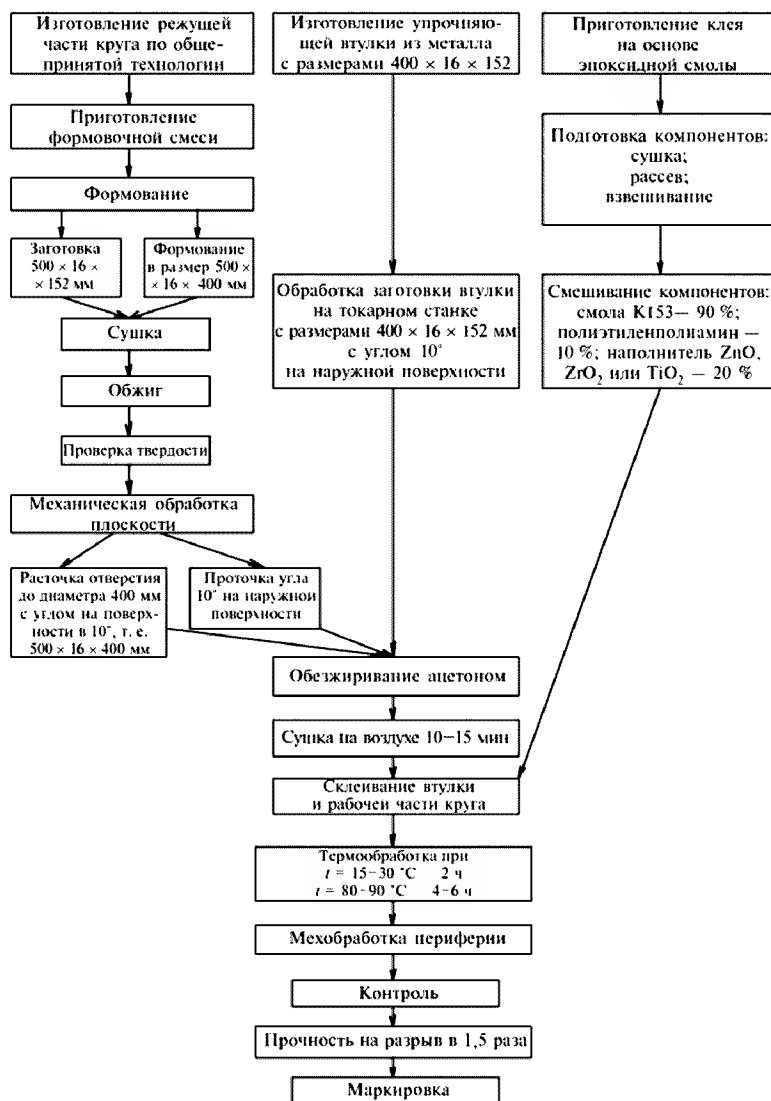 Изготовление режущей
части круга по обще-
принятой технологии
Приготовление
формовочной смеси
Формование
Заготовка
500 × 16 ×
× 152 мм
Формование
в размер 500 ×
× 16 × 400 мм
Сушка
Обжиг
Проверка твердости
Механическая обработка
плоскости
Расточка отверстия
до диаметра 400 мм
с углом на поверх-
ности в 10°, т. е.
500 × 16 × 400 мм
Проточка угла
10° на наружной
поверхности
Изготовление упрочняю-
щей втулки из металла
с размерами 400 × 16 × 152
Обработка заготовки втулки
на токарном станке
с размерами 400 × 16 × 152 мм
с углом 10°
на наружной поверхности
Приготовление клея
на основе
эпоксидной смолы
Подготовка компонентов:
сушка;
рассев;
взвешивание
Смешивание компонентов:
смола К153— 90 %;
полиэтиленполиамин —
10 %; наполнитель ZnO,
ZrO₂ или TiO₂ — 20 %
Обезжиривание ацетоном
Сушка на воздухе 10—15 мин
Склеивание втулки
и рабочей части круга
Термообработка при
t = 15–30 °C 2 ч
t = 80–90 °C 4–6 ч
Мехобработка периферии
Контроль
Прочность на разрыв в 1,5 раза
Маркировка